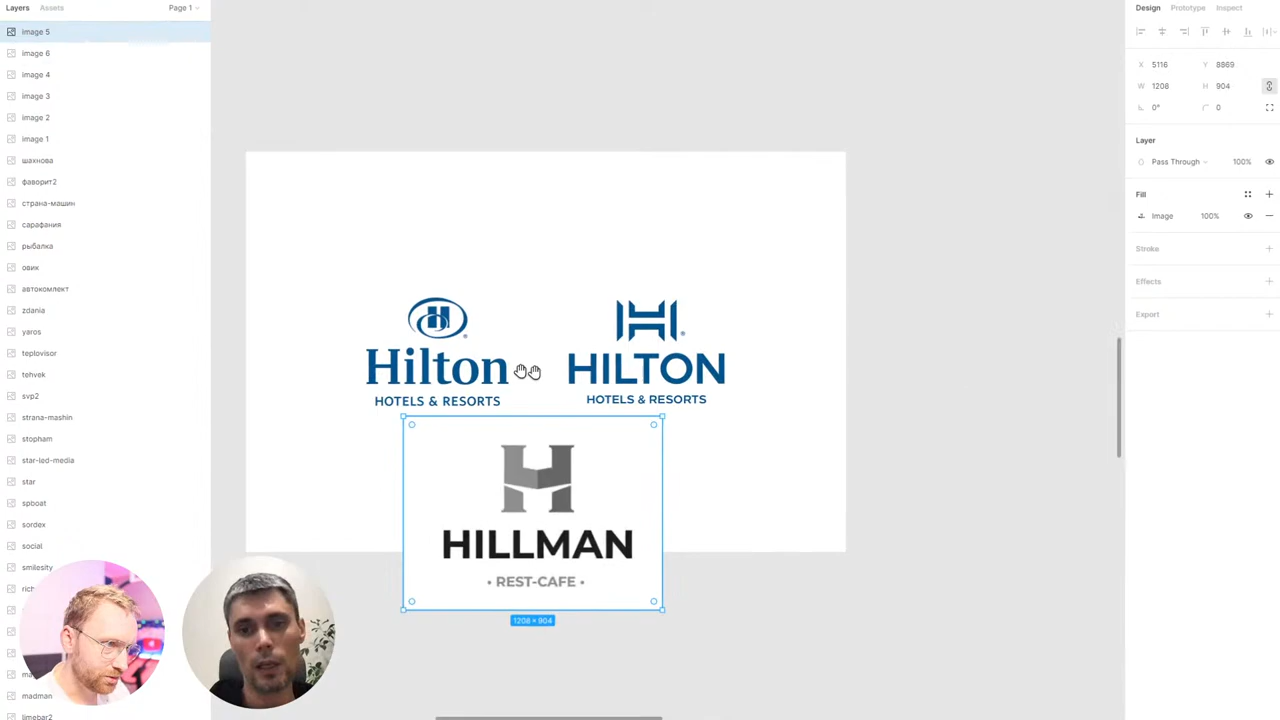 Layers
Assets
Page 1
image 5
image 6
image 4
image 3
image 2
image 1
шахнова
фаворит2
страна-машин
сарафания
рыбалка
овик
автокомлект
zdania
yaros
teplovisor
tehvek
svp2
strana-mashin
stopham
star-led-media
star
spboat
sordex
social
smilesity
rich
madman
limebar2
H
Hilton
HOTELS & RESORTS
H
HILTON
HOTELS & RESORTS
H
HILLMAN
• REST-CAFE •
1208 × 904
Design
Prototype
Inspect
X 5116 Y 8869
W 1208 H 904
0° 0
Layer
Pass Through 100%
Fill
Image 100%
Stroke
Effects
Export